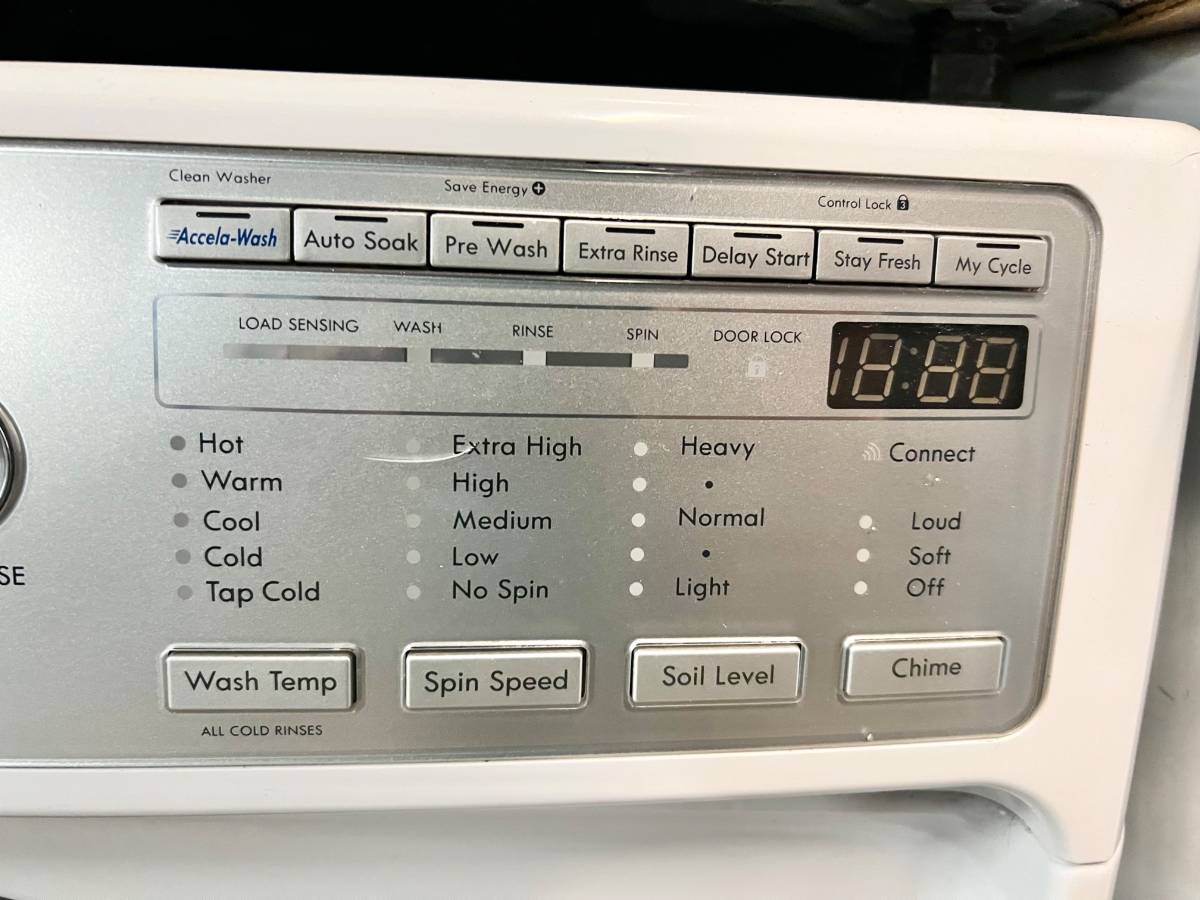 Clean Washer
Save Energy
Control Lock 3
Accela-Wash
Auto Soak
Pre Wash
Extra Rinse
Delay Start
Stay Fresh
My Cycle
LOAD SENSING
WASH
RINSE
SPIN
DOOR LOCK
18:88
Hot
Warm
Cool
Cold
Tap Cold
Extra High
High
Medium
Low
No Spin
Heavy
Normal
Light
Connect
Loud
Soft
Off
SE
Wash Temp
Spin Speed
Soil Level
Chime
ALL COLD RINSES